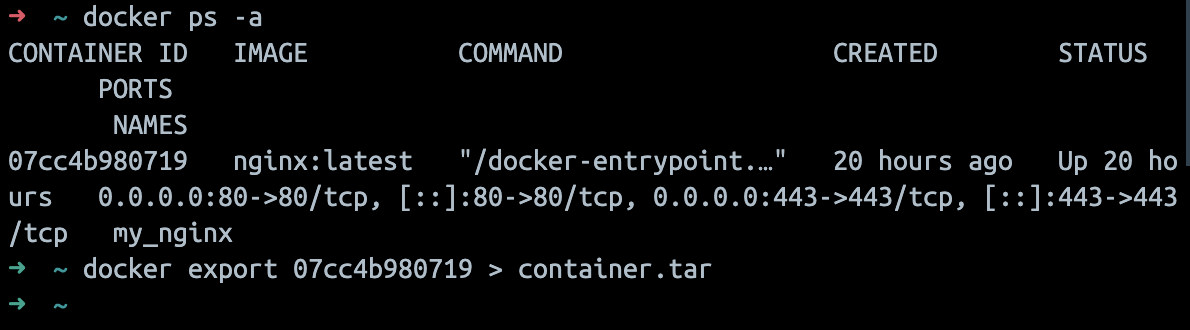 ➜ ~ docker ps -a
CONTAINER ID IMAGE COMMAND CREATED STATUS
PORTS
NAMES
07cc4b980719 nginx:latest "/docker-entrypoint.…" 20 hours ago Up 20 ho
urs 0.0.0.0:80->80/tcp, [::]:80->80/tcp, 0.0.0.0:443->443/tcp, [::]:443->443
/tcp my_nginx
➜ ~ docker export 07cc4b980719 > container.tar
➜ ~